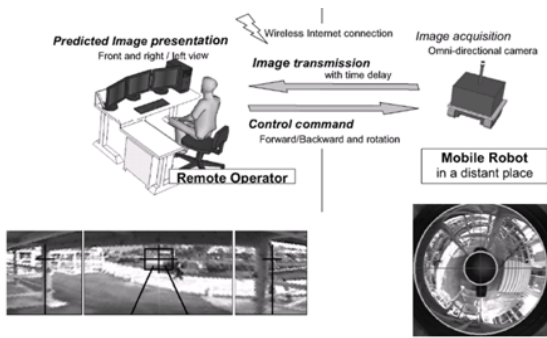 Predicted Image presentation
Front and right / left view
Wireless Internet connection
Image acquisition
Omni-directional camera
Image transmission
with time delay
Control command
Forward/Backward and rotation
Remote Operator
Mobile Robot
in a distant place